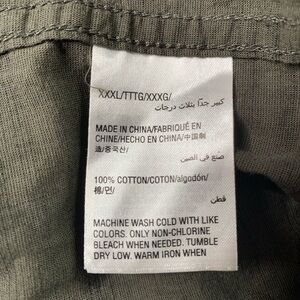 XXXL/TTTG/XXXG/
كبير جدًا بثلاث درجات
MADE IN CHINA/FABRIQUÉ EN
CHINE/HECHO EN CHINA/中国制
造/중국산/
صنع في الصين
100% COTTON/COTON/algodón/
棉/면/
قطن
MACHINE WASH COLD WITH LIKE
COLORS. ONLY NON-CHLORINE
BLEACH WHEN NEEDED. TUMBLE
DRY LOW. WARM IRON WHEN